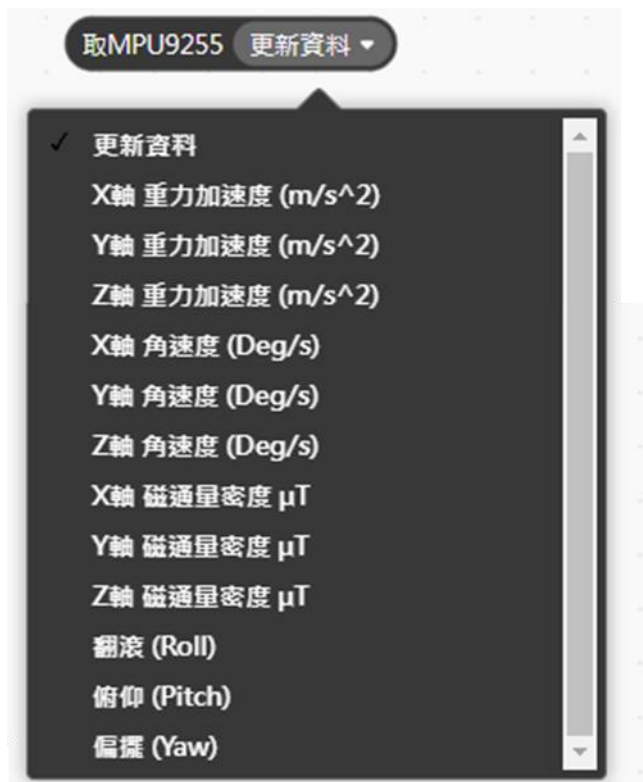 取MPU9255 更新資料
更新資料
X軸 重力加速度 (m/s^2)
Y軸 重力加速度 (m/s^2)
Z軸 重力加速度 (m/s^2)
X軸 角速度 (Deg/s)
Y軸 角速度 (Deg/s)
Z軸 角速度 (Deg/s)
X軸 磁通量密度 μT
Y軸 磁通量密度 μT
Z軸 磁通量密度 μT
翻滾 (Roll)
俯仰 (Pitch)
偏擺 (Yaw)